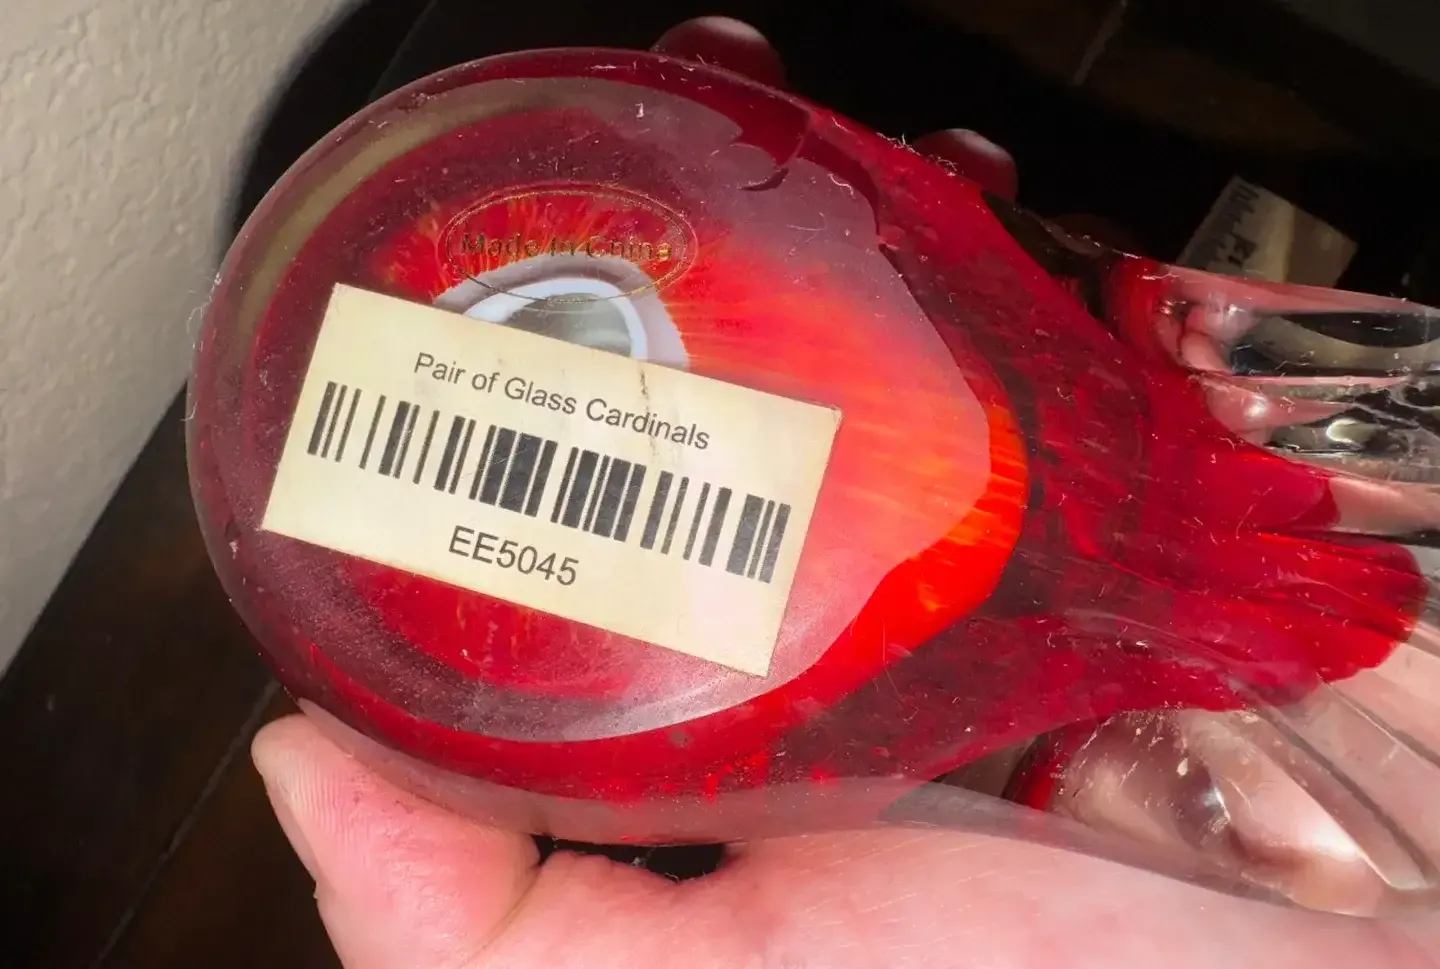 Made In China
Pair of Glass Cardinals
EE5045